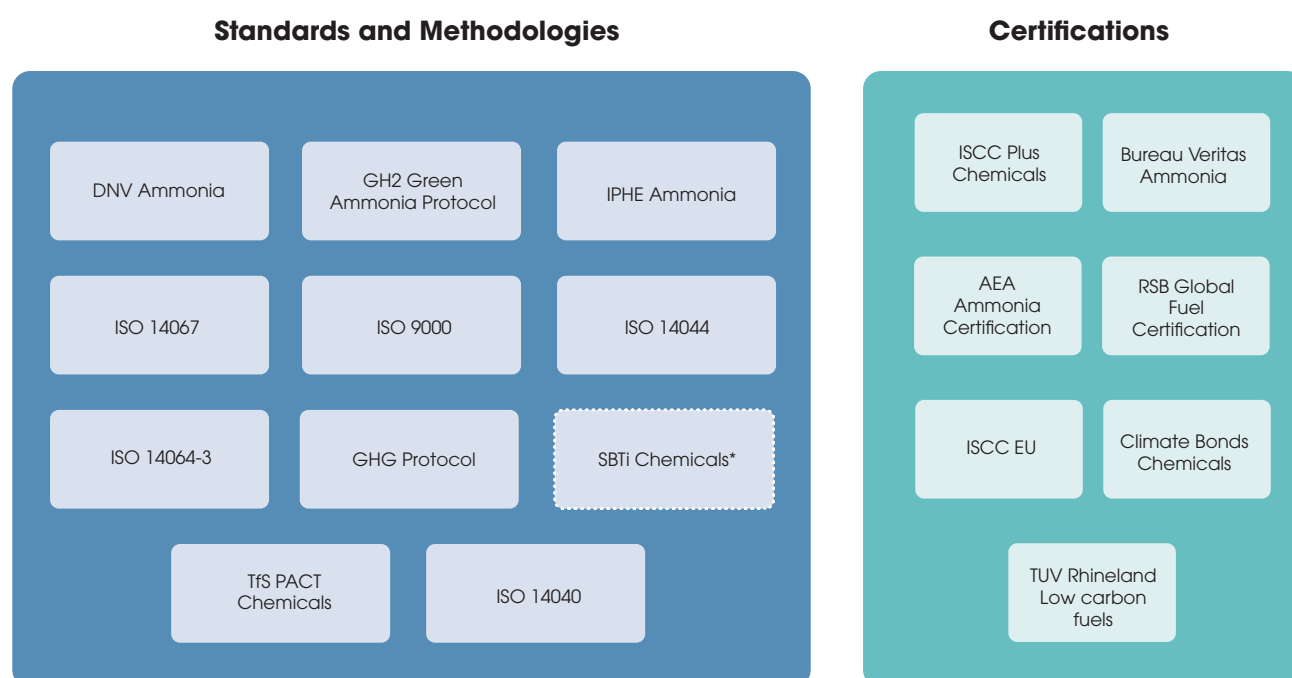 Standards and Methodologies
DNV Ammonia
GH2 Green
Ammonia Protocol
IPHE Ammonia
ISO 14067
ISO 9000
ISO 14044
ISO 14064-3
GHG Protocol
SBTi Chemicals*
TfS PACT
Chemicals
ISO 14040
Certifications
ISCC Plus
Chemicals
Bureau Veritas
Ammonia
AEA
Ammonia
Certification
RSB Global
Fuel
Certification
ISCC EU
Climate Bonds
Chemicals
TUV Rhineland
Low carbon
fuels